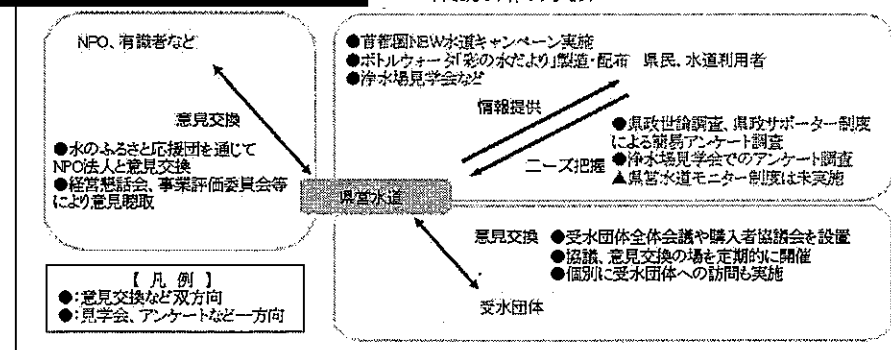 NPO、有識者など
意見交換
●水のふるさと応援団を通じて
NPO法人と意見交換
●経営懇話会、事業評価委員会等
により意見聴取
【 凡 例 】
●:意見交換など双方向
●:見学会、アンケートなど一方向
県営水道
●首都圏NEW水道キャンペーン実施
●ボトルウォータ「彩の水だより」製造・配布
●浄水場見学会など
県民、水道利用者
情報提供
ニーズ把握
●県政世論調査、県政サポーター制度
による簡易アンケート調査
●浄水場見学会でのアンケート調査
▲県営水道モニター制度は未実施
意見交換
●受水団体全体会議や購入者協議会を設置
●協議、意見交換の場を定期的に開催
●個別に受水団体への訪問も実施
受水団体